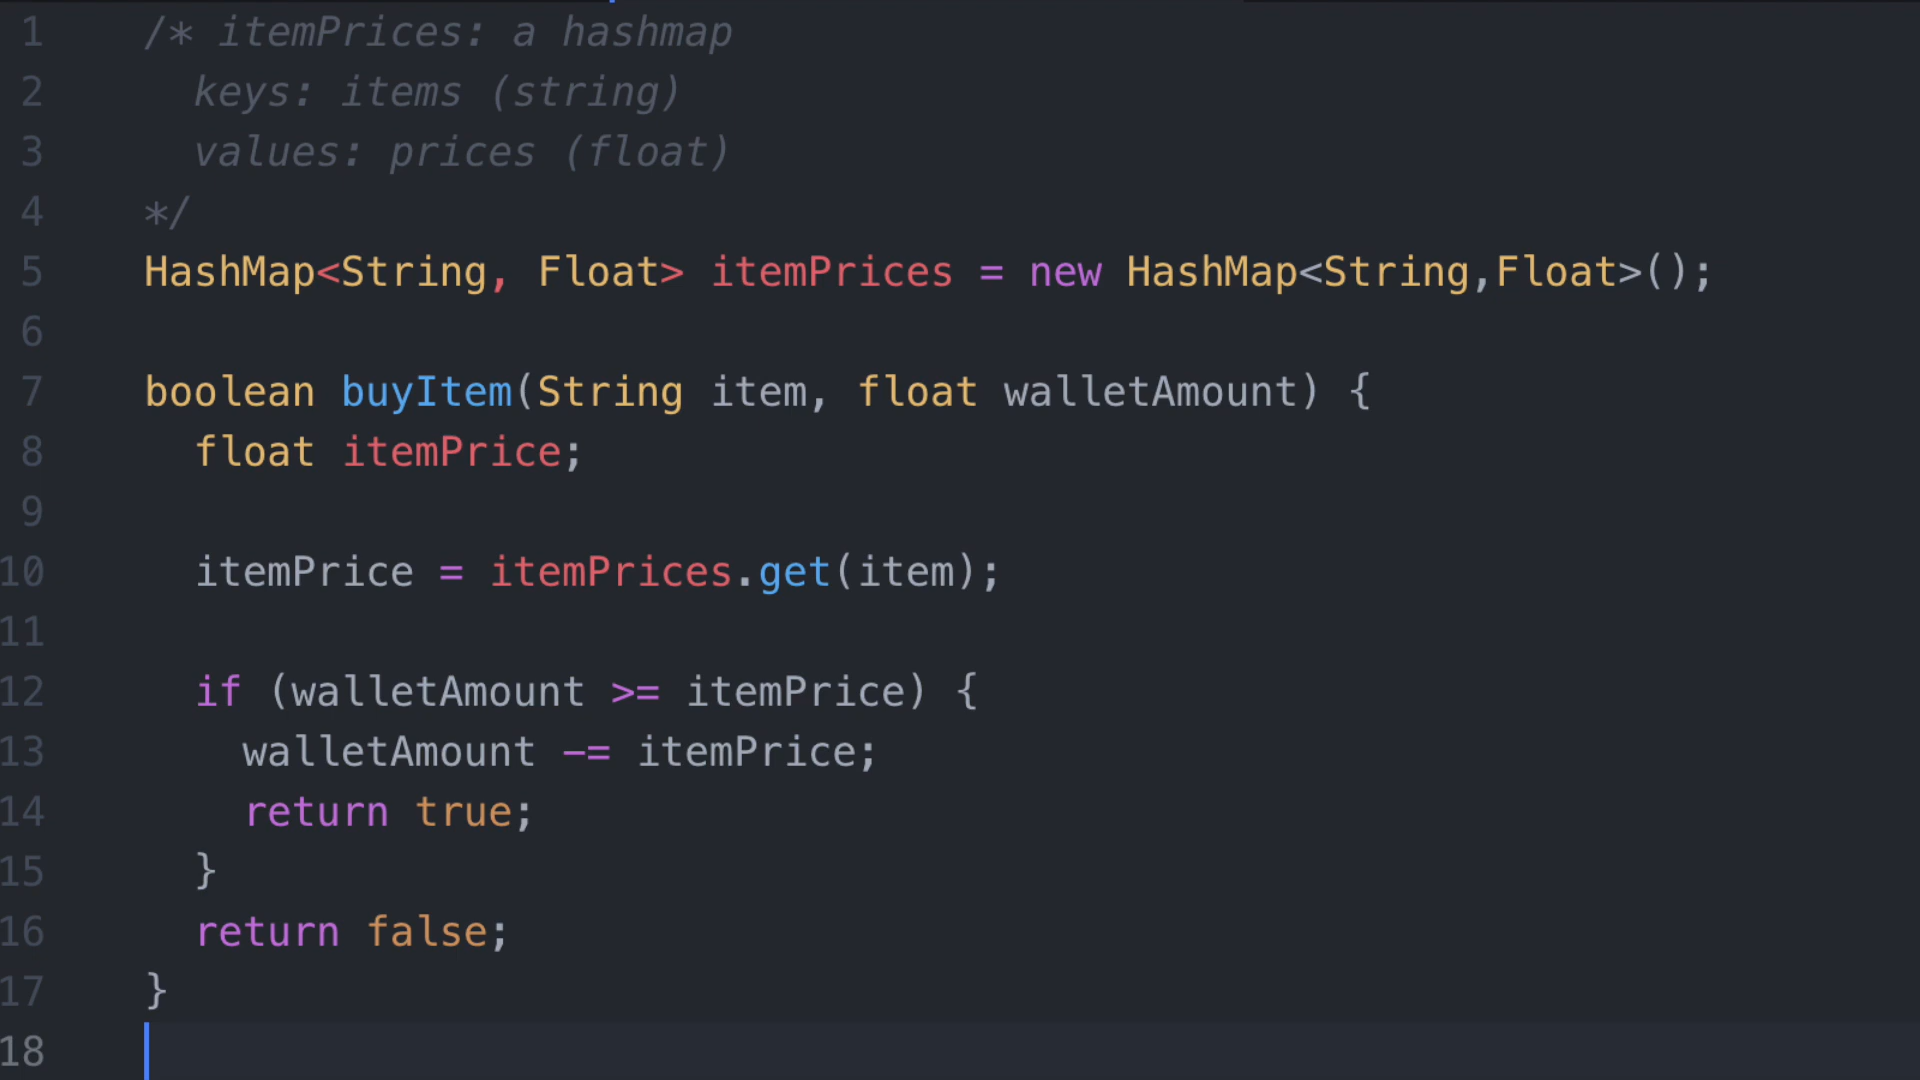 1 /* itemPrices: a hashmap
2 keys: items (string)
3 values: prices (float)
4 */
5 HashMap<String, Float> itemPrices = new HashMap<String,Float>();
6
7 boolean buyItem(String item, float walletAmount) {
8 float itemPrice;
9
10 itemPrice = itemPrices.get(item);
11
12 if (walletAmount >= itemPrice) {
13 walletAmount -= itemPrice;
14 return true;
15 }
16 return false;
17 }
18